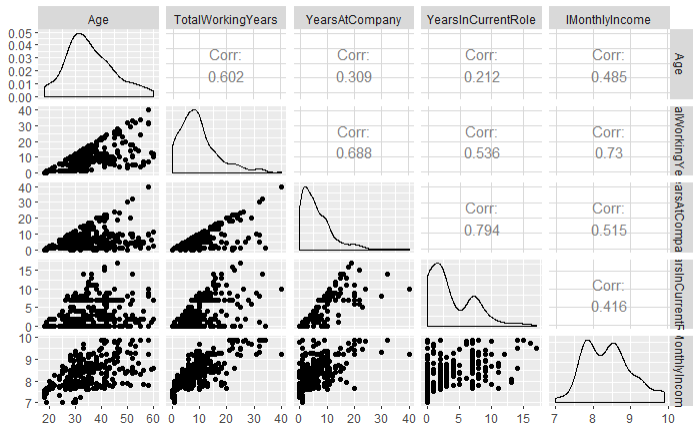 Age TotalWorkingYears YearsAtCompany YearsInCurrentRole lMonthlyIncome
0.05
0.04
0.03
0.02
0.01
0.00
Corr:
0.602
Corr:
0.309
Corr:
0.212
Corr:
0.485
Age
40
30
20
10
0
Corr:
0.688
Corr:
0.536
Corr:
0.73
alWorkingYe
40
30
20
10
0
Corr:
0.794
Corr:
0.515
arsAtCompa
15
10
5
0
Corr:
0.416
rsInCurrentR
10
9
8
7
MonthlyIncom
20 30 40 50 60 0 10 20 30 40 0 10 20 30 40 0 5 10 15 7 8 9 10